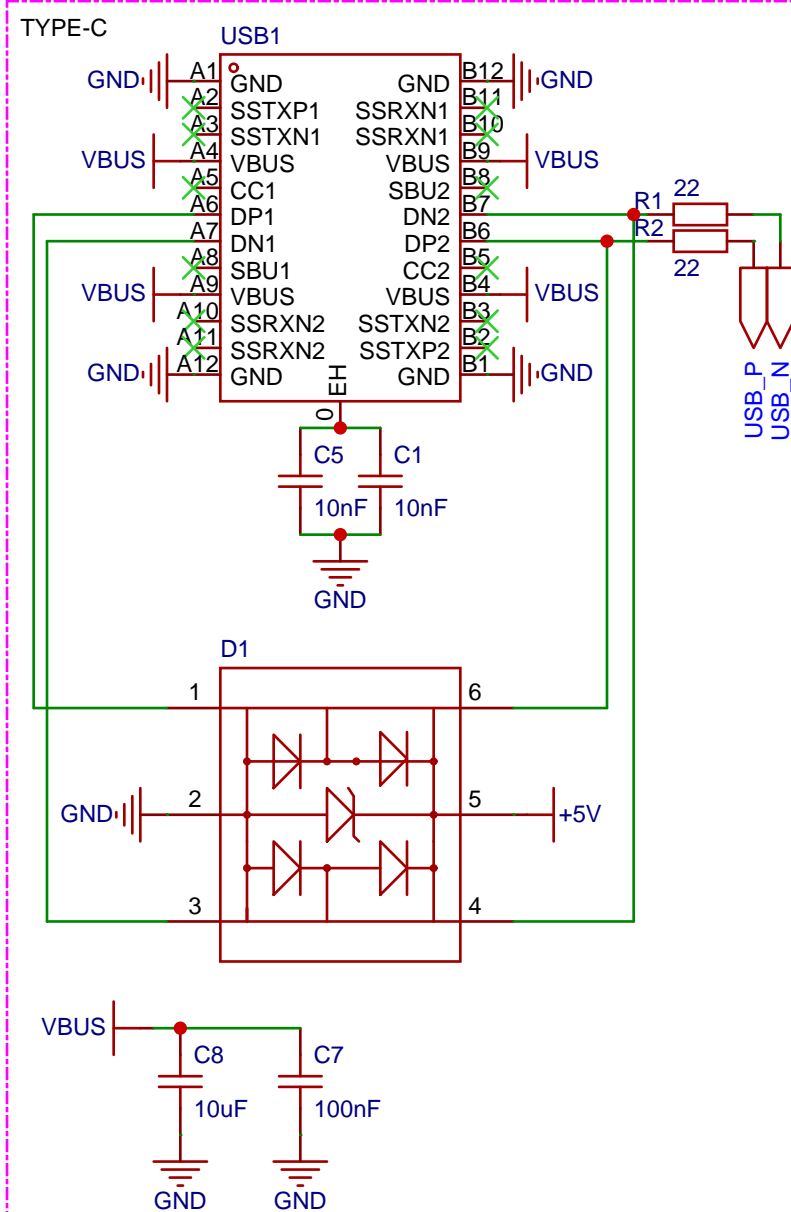 TYPE-C
USB1
GND A1 GND GND B12 GND
A2 SSTXP1 SSRXN1 B11
A3 SSTXN1 SSRXN1 B10
VBUS A4 VBUS VBUS B9 VBUS
A5 CC1 SBU2 B8
A6 DP1 DN2 B7 R1 22
A7 DN1 DP2 B6 R2 22
A8 SBU1 CC2 B5
VBUS A9 VBUS VBUS B4 VBUS
A10 SSRXN2 SSTXN2 B3
A11 SSRXN2 SSTXP2 B2
GND A12 GND GND B1 GND
EH
0
USB_P
USB_N
C5 C1
10nF 10nF
GND
D1
1 6
GND 2 5 +5V
3 4
VBUS
C8 C7
10uF 100nF
GND GND